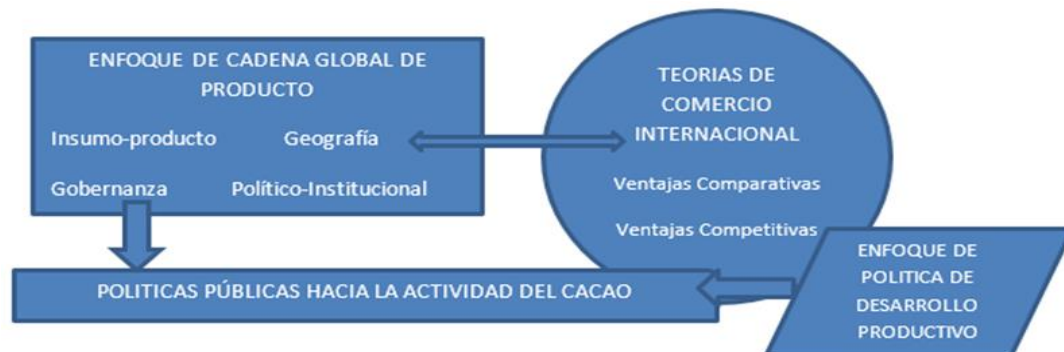 ENFOQUE DE CADENA GLOBAL DE
PRODUCTO
Insumo-producto Geografía
Gobernanza Político-Institucional
TEORIAS DE
COMERCIO
INTERNACIONAL
Ventajas Comparativas
Ventajas Competitivas
POLITICAS PÚBLICAS HACIA LA ACTIVIDAD DEL CACAO
ENFOQUE DE
POLITICA DE
DESARROLLO
PRODUCTIVO